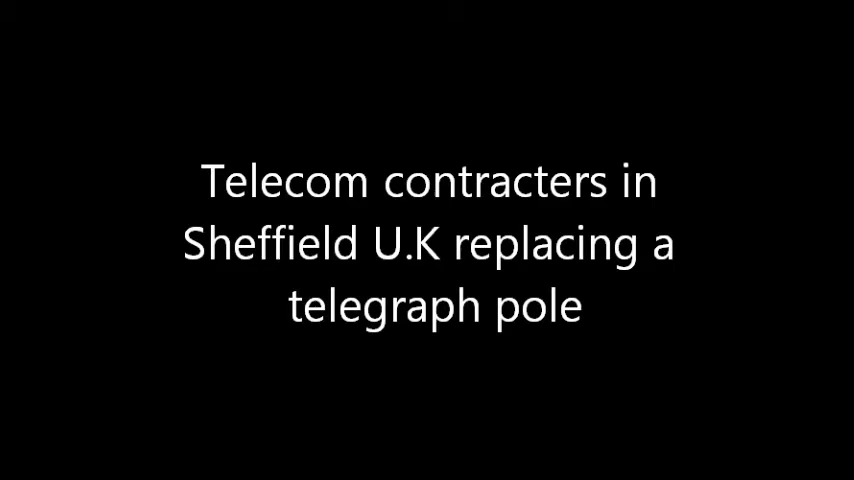 Telecom contracters in
Sheffield U.K replacing a
telegraph pole